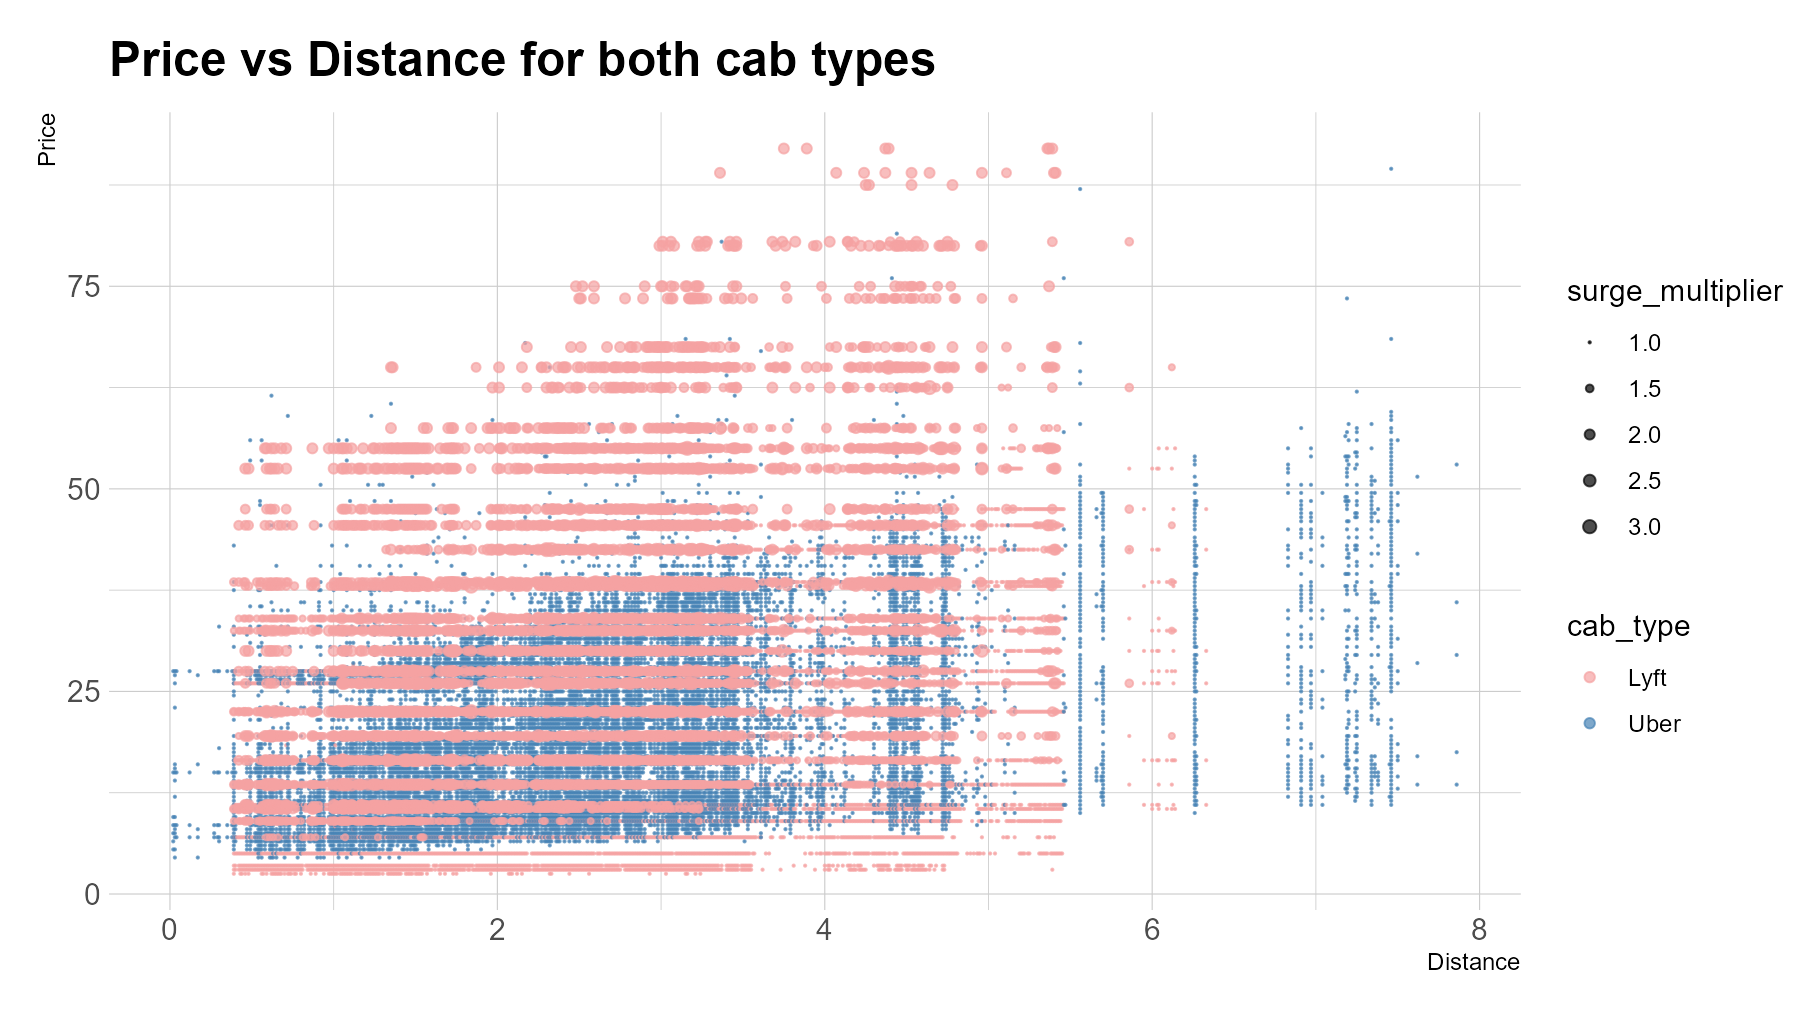 Price vs Distance for both cab types
Price
75
50
25
0
0 2 4 6 8
Distance
surge_multiplier
1.0
1.5
2.0
2.5
3.0
cab_type
Lyft
Uber